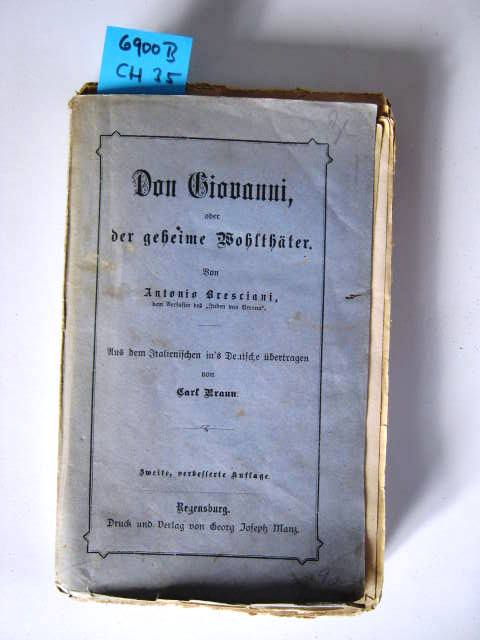 6900B
CH 35
Don Giovanni,
oder
der geheime Wohlthäter.
Von
Antonio Bresciani,
dem Verfasser des „Juden von Verona“.
Aus dem Italienischen in's Deutsche übertragen
von
Carl Braun.
Zweite, verbesserte Auflage.
Regensburg.
Druck und Verlag von Georg Joseph Manz.